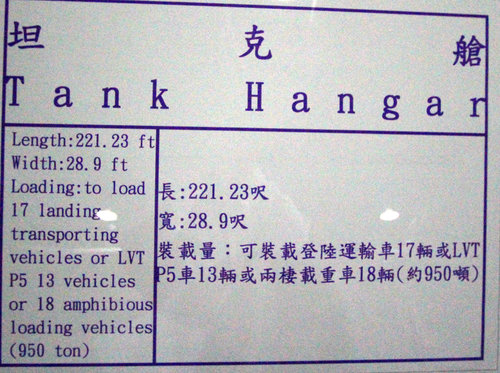 坦克艙
Tank Hangar
Length:221.23 ft
Width:28.9 ft
Loading:to load
17 landing
transporting
vehicles or LVT
P5 13 vehicles
or 18 amphibious
loading vehicles
(950 ton)
長:221.23呎
寬:28.9呎
裝載量：可裝載登陸運輸車17輛或LVT
P5車13輛或兩棲載重車18輛(約950噸)